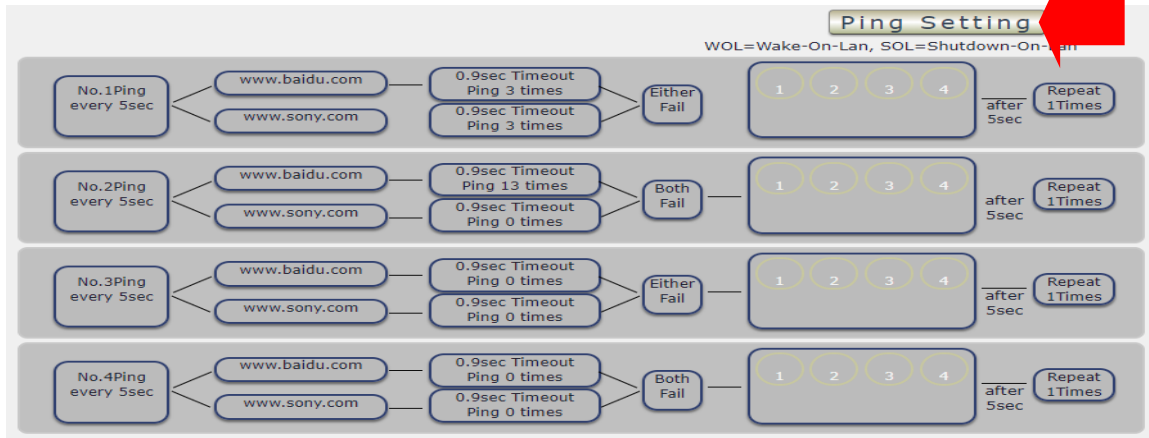 Ping Setting
WOL=Wake-On-Lan, SOL=Shutdown-On-Lan
No.1Ping
every 5sec
www.baidu.com
www.sony.com
0.9sec Timeout
Ping 3 times
0.9sec Timeout
Ping 3 times
Either
Fail
1 2 3 4
after
5sec
Repeat
1Times
No.2Ping
every 5sec
www.baidu.com
www.sony.com
0.9sec Timeout
Ping 13 times
0.9sec Timeout
Ping 0 times
Both
Fail
1 2 3 4
after
5sec
Repeat
1Times
No.3Ping
every 5sec
www.baidu.com
www.sony.com
0.9sec Timeout
Ping 0 times
0.9sec Timeout
Ping 0 times
Either
Fail
1 2 3 4
after
5sec
Repeat
1Times
No.4Ping
every 5sec
www.baidu.com
www.sony.com
0.9sec Timeout
Ping 0 times
0.9sec Timeout
Ping 0 times
Both
Fail
1 2 3 4
after
5sec
Repeat
1Times